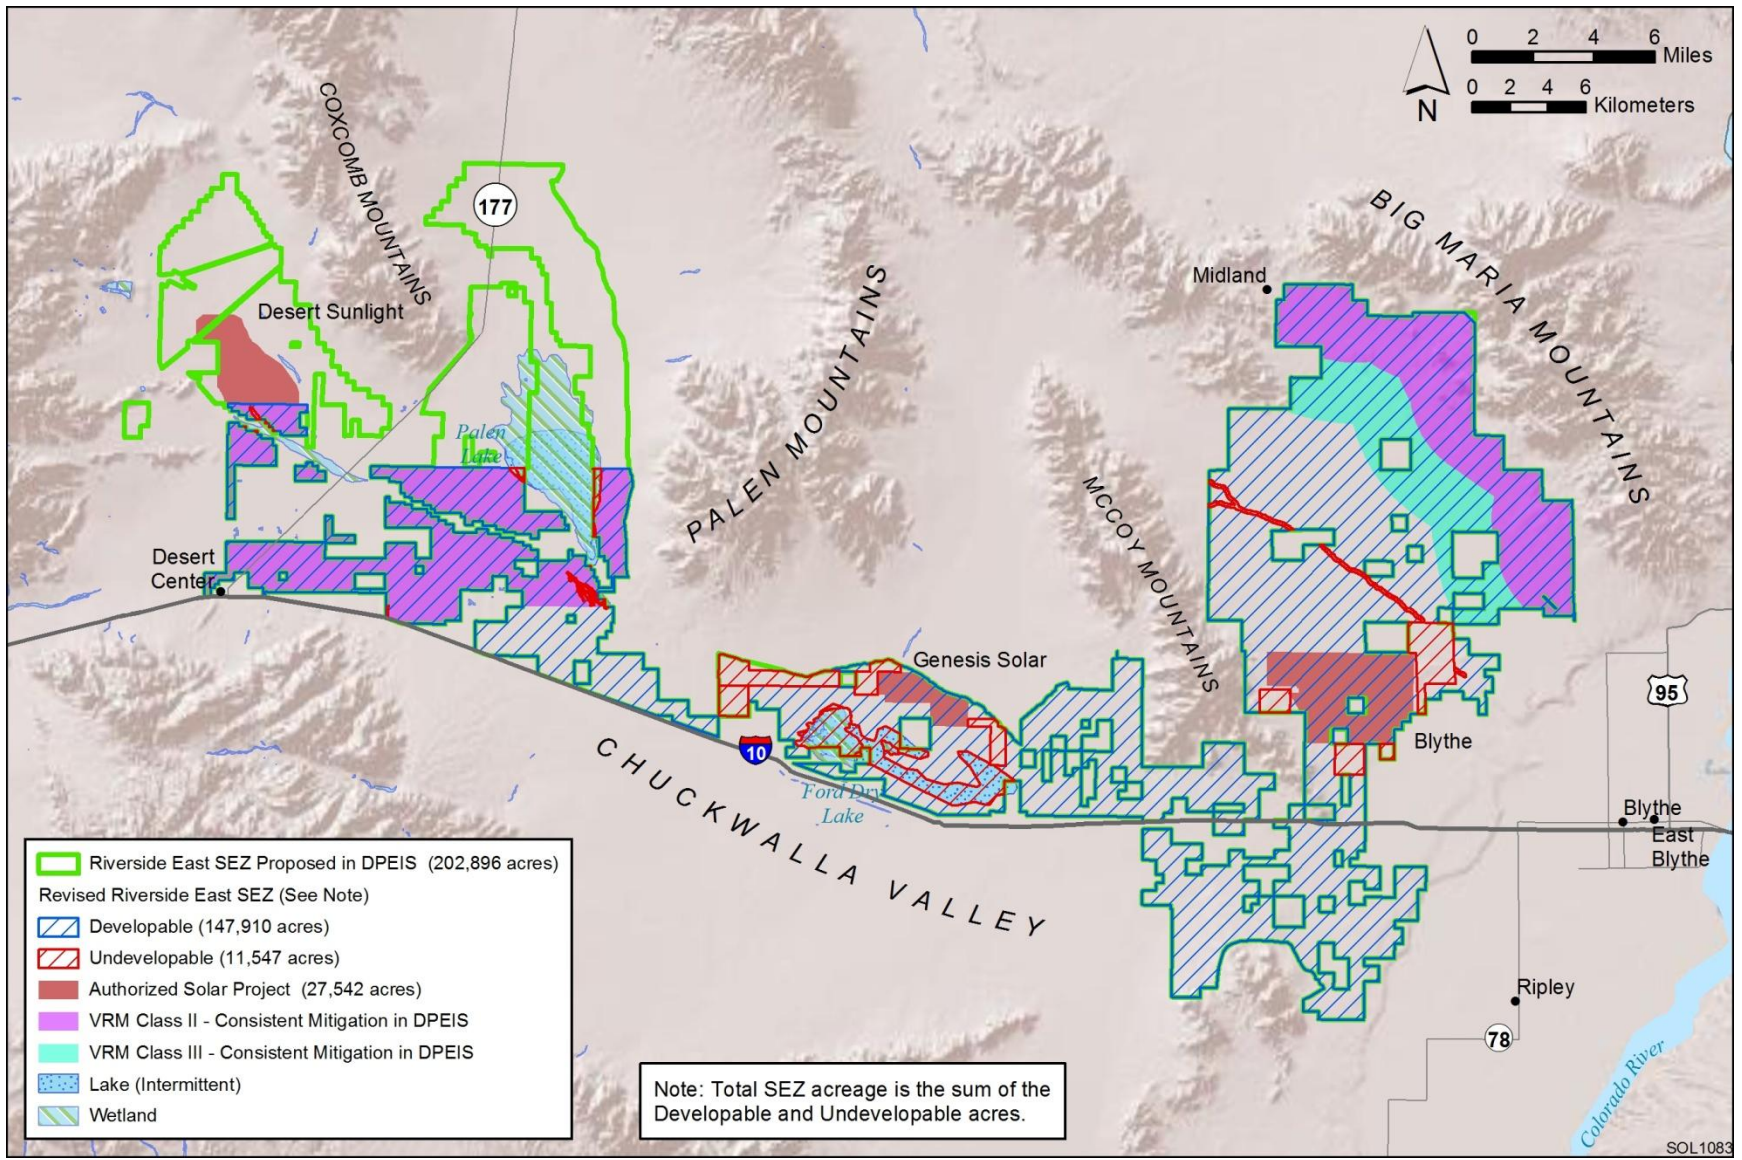 0 2 4 6
Miles
0 2 4 6
Kilometers
N
COXCOMB MOUNTAINS
177
BIG MARIA MOUNTAINS
Midland
Desert Sunlight
PALEN MOUNTAINS
Palen
Lake
MCCOY MOUNTAINS
Desert
Center
Genesis Solar
95
Blythe
10
CHUCKWALLA VALLEY
Ford Dry
Lake
Blythe
East
Blythe
Ripley
78
Colorado River
Riverside East SEZ Proposed in DPEIS (202,896 acres)
Revised Riverside East SEZ (See Note)
Developable (147,910 acres)
Undevelopable (11,547 acres)
Authorized Solar Project (27,542 acres)
VRM Class II - Consistent Mitigation in DPEIS
VRM Class III - Consistent Mitigation in DPEIS
Lake (Intermittent)
Wetland
Note: Total SEZ acreage is the sum of the
Developable and Undevelopable acres.
SOL1083